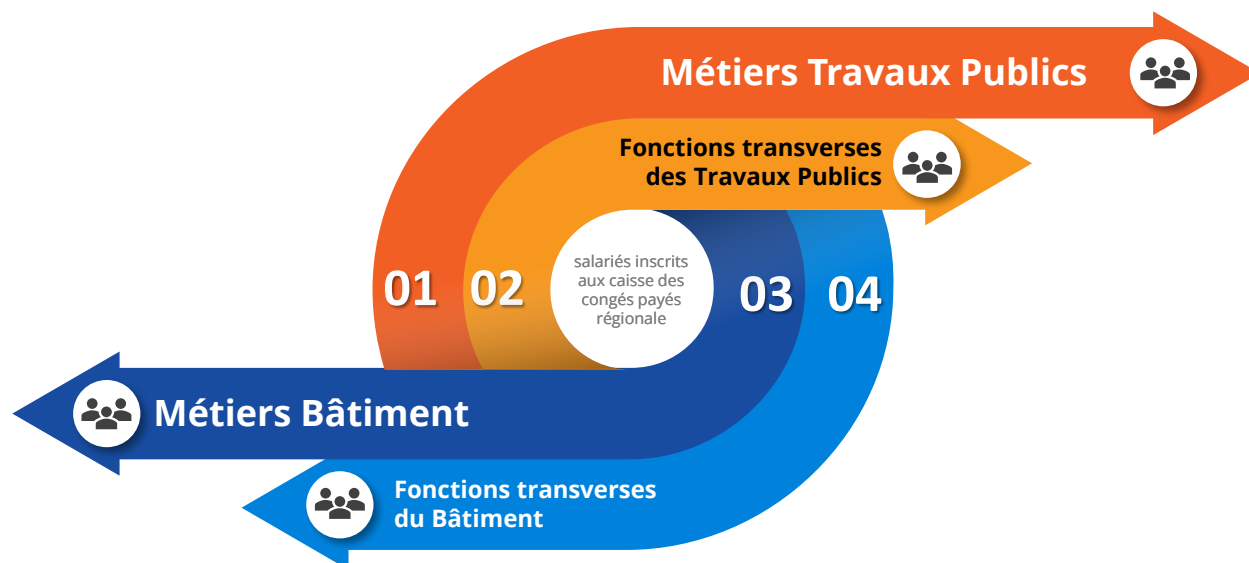 Métiers Travaux Publics
Fonctions transverses
des Travaux Publics
salariés inscrits
aux caisse des
congés payés
régionale
01
02
03
04
Métiers Bâtiment
Fonctions transverses
du Bâtiment